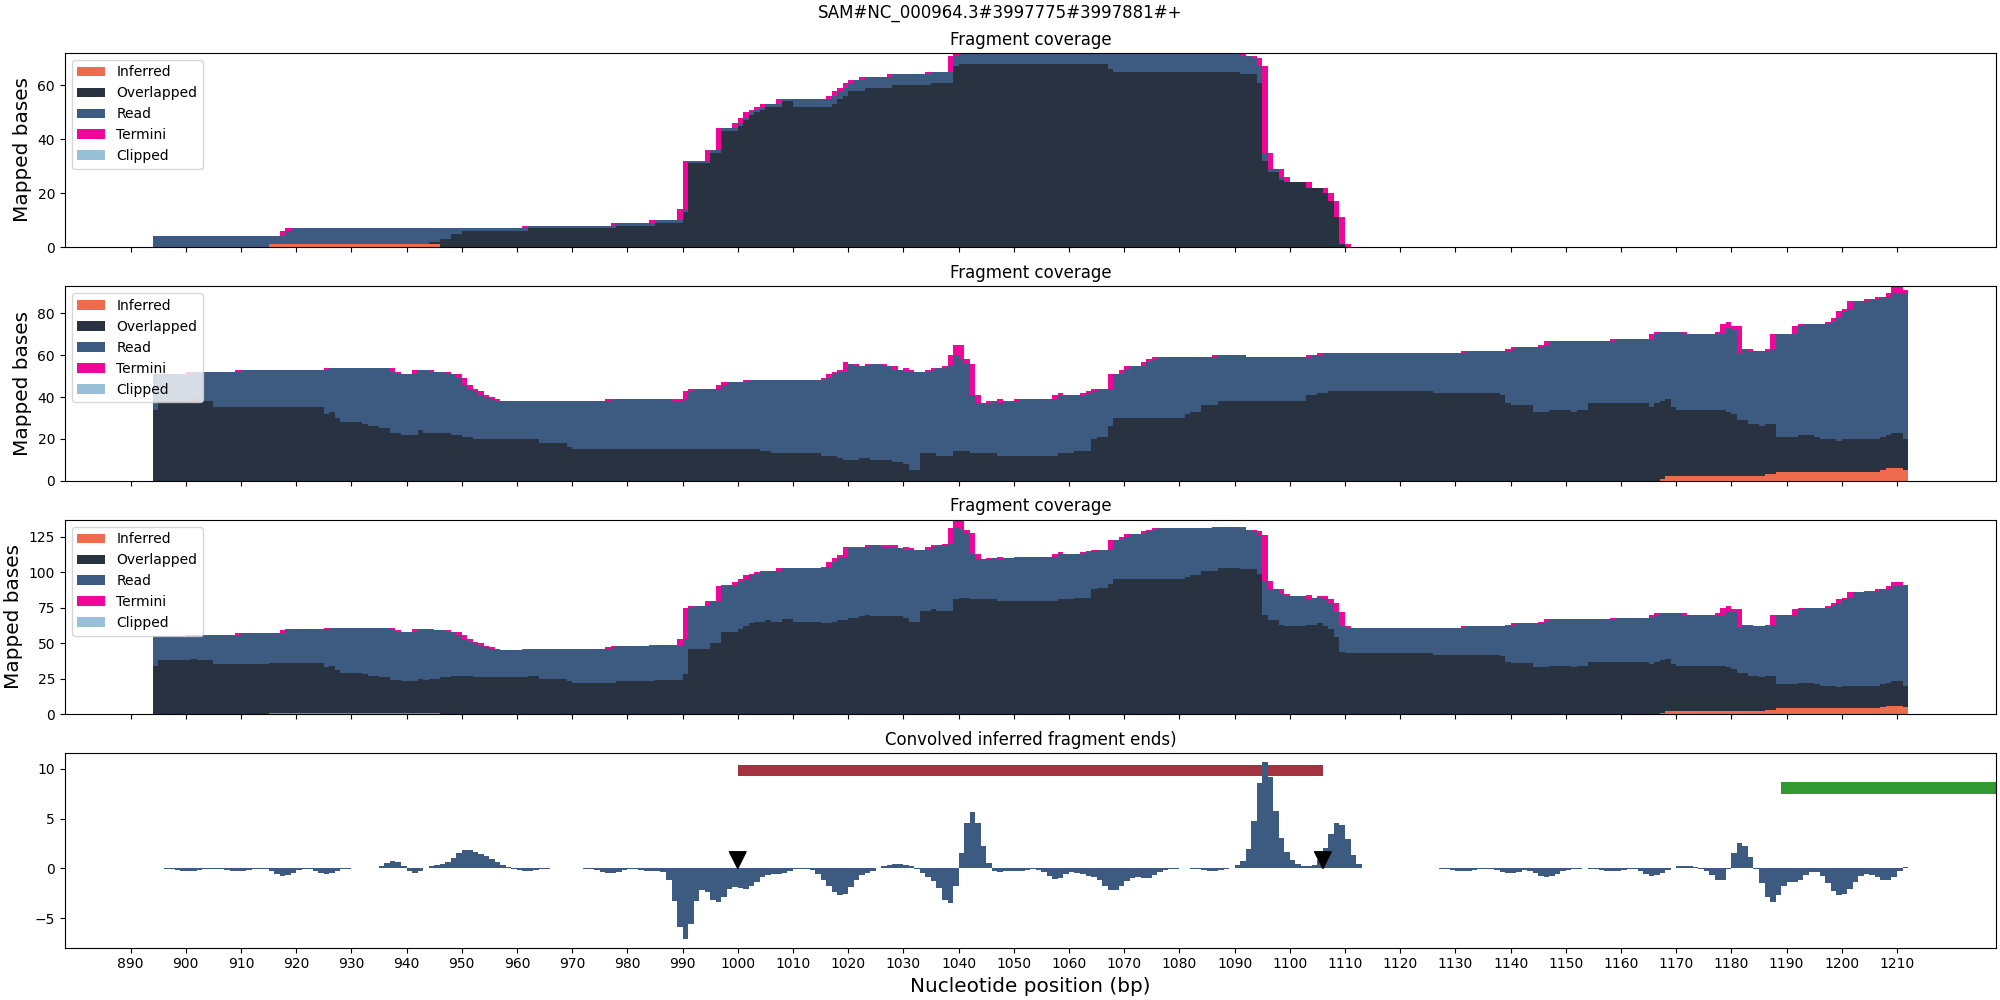 SAM#NC_000964.3#3997775#3997881#+
Fragment coverage
Mapped bases
60
40
20
0
Inferred
Overlapped
Read
Termini
Clipped
Fragment coverage
Mapped bases
80
60
40
20
0
Inferred
Overlapped
Read
Termini
Clipped
Fragment coverage
Mapped bases
125
100
75
50
25
0
Inferred
Overlapped
Read
Termini
Clipped
Convolved inferred fragment ends)
10
5
0
−5
890 900 910 920 930 940 950 960 970 980 990 1000 1010 1020 1030 1040 1050 1060 1070 1080 1090 1100 1110 1120 1130 1140 1150 1160 1170 1180 1190 1200 1210
Nucleotide position (bp)